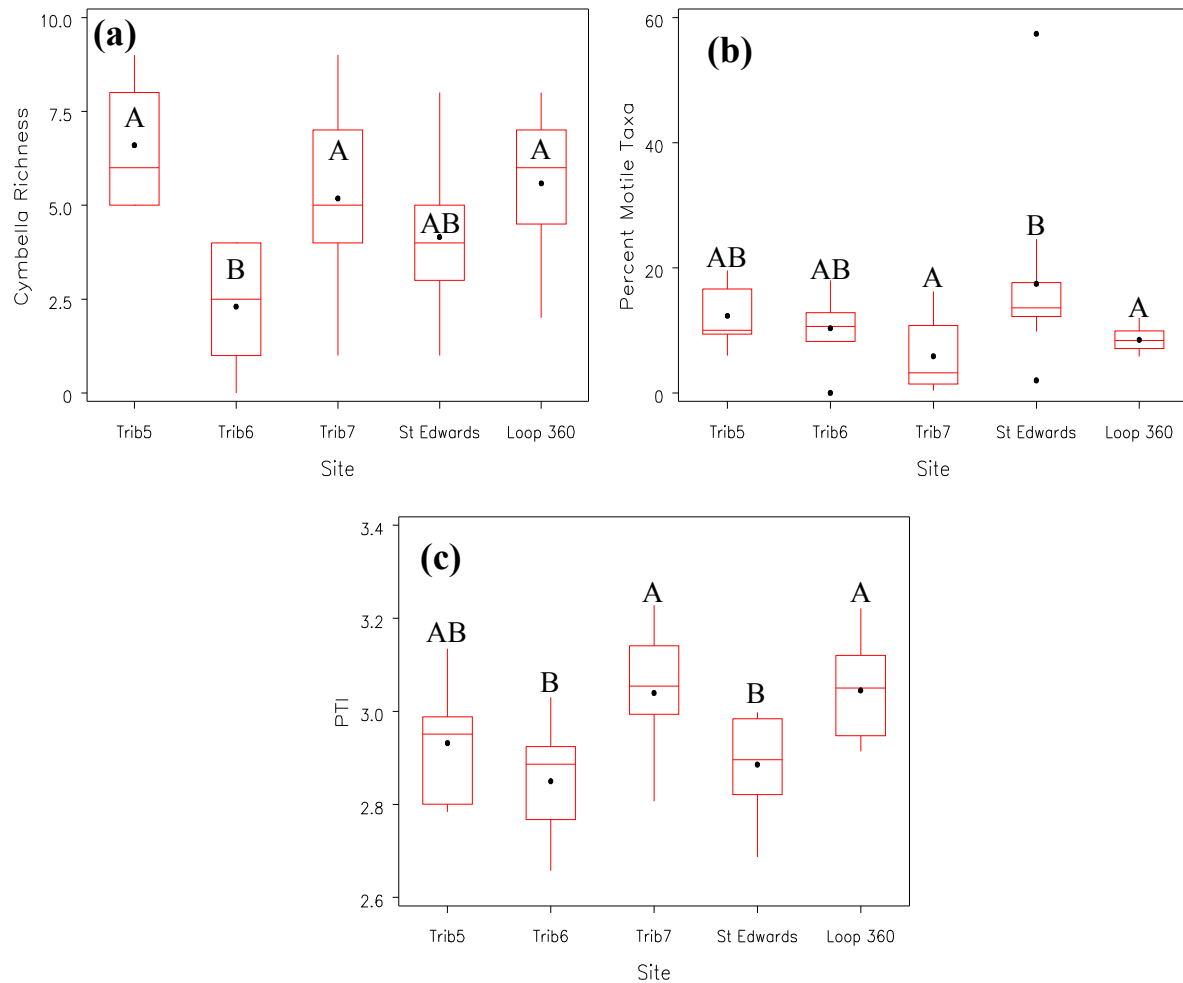 (a)
Cymbella Richness
10.0
7.5
5.0
2.5
0
A
B
A
AB
A
Trib5 Trib6 Trib7 St Edwards Loop 360
Site
(b)
Percent Motile Taxa
60
40
20
0
AB
AB
A
B
A
Trib5 Trib6 Trib7 St Edwards Loop 360
Site
(c)
PTI
3.4
3.2
3.0
2.8
2.6
AB
B
A
B
A
Trib5 Trib6 Trib7 St Edwards Loop 360
Site